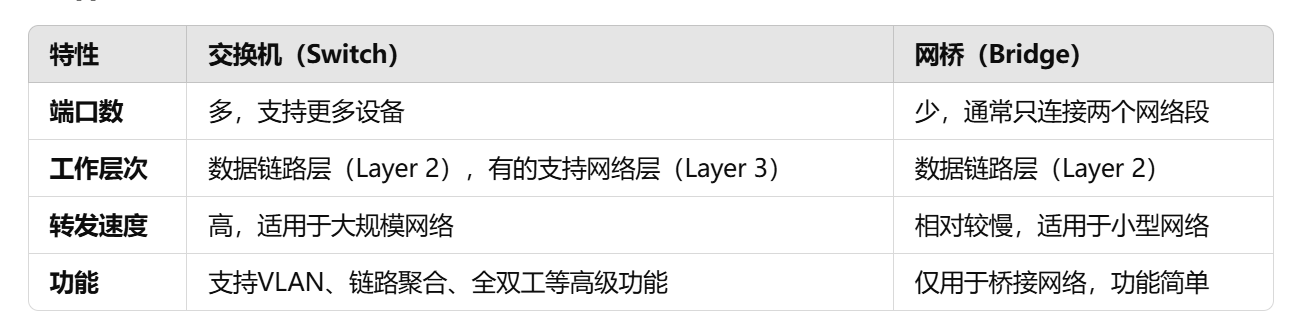 特性 交换机（Switch） 网桥（Bridge）
端口数 多，支持更多设备 少，通常只连接两个网络段
工作层次 数据链路层（Layer 2），有的支持网络层（Layer 3） 数据链路层（Layer 2）
转发速度 高，适用于大规模网络 相对较慢，适用于小型网络
功能 支持VLAN、链路聚合、全双工等高级功能 仅用于桥接网络，功能简单